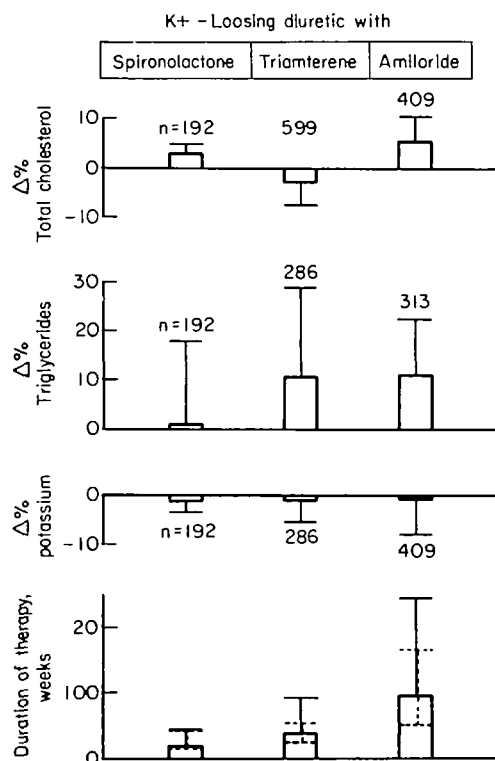 K+ -Loosing diuretic with
Spironolactone Triamterene Amiloride
Δ%
Total cholesterol
10
0
-10
n=192 599 409
Δ%
Triglycerides
30
20
10
0
n=192 286 313
Δ%
potassium
0
-10
n=192 286 409
Duration of therapy,
weeks
20
100
0